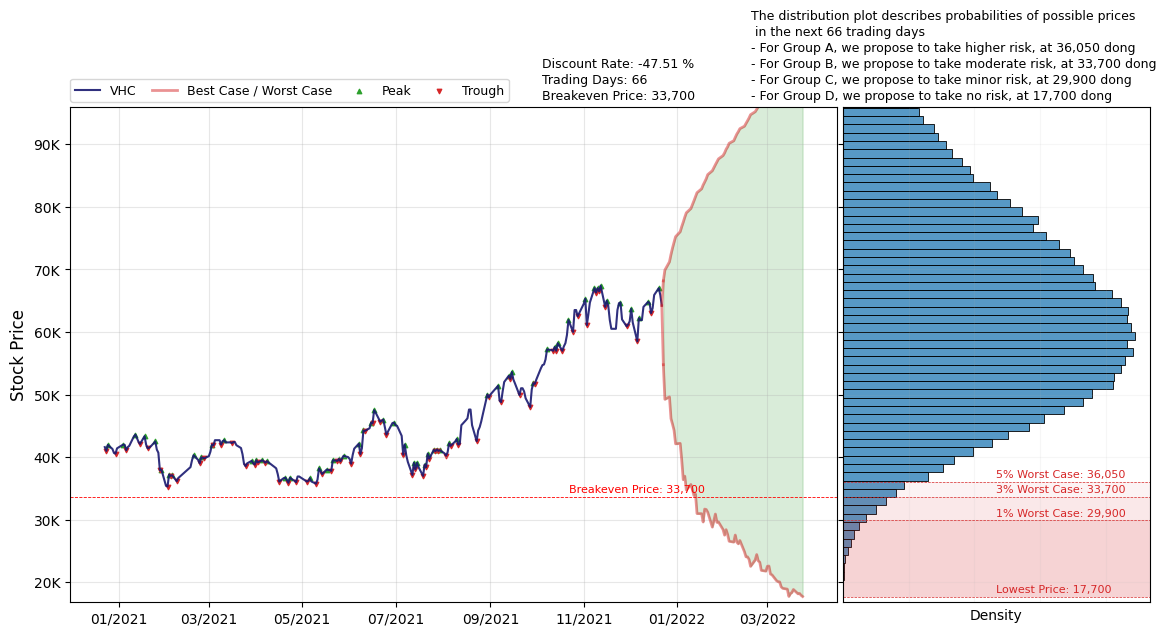 The distribution plot describes probabilities of possible prices
in the next 66 trading days
- For Group A, we propose to take higher risk, at 36,050 dong
- For Group B, we propose to take moderate risk, at 33,700 dong
- For Group C, we propose to take minor risk, at 29,900 dong
- For Group D, we propose to take no risk, at 17,700 dong
Discount Rate: -47.51 %
Trading Days: 66
Breakeven Price: 33,700
VHC
Best Case / Worst Case
Peak
Trough
Stock Price
90K
80K
70K
60K
50K
40K
30K
20K
Breakeven Price: 33,700
01/2021
03/2021
05/2021
07/2021
09/2021
11/2021
01/2022
03/2022
5% Worst Case: 36,050
3% Worst Case: 33,700
1% Worst Case: 29,900
Lowest Price: 17,700
Density